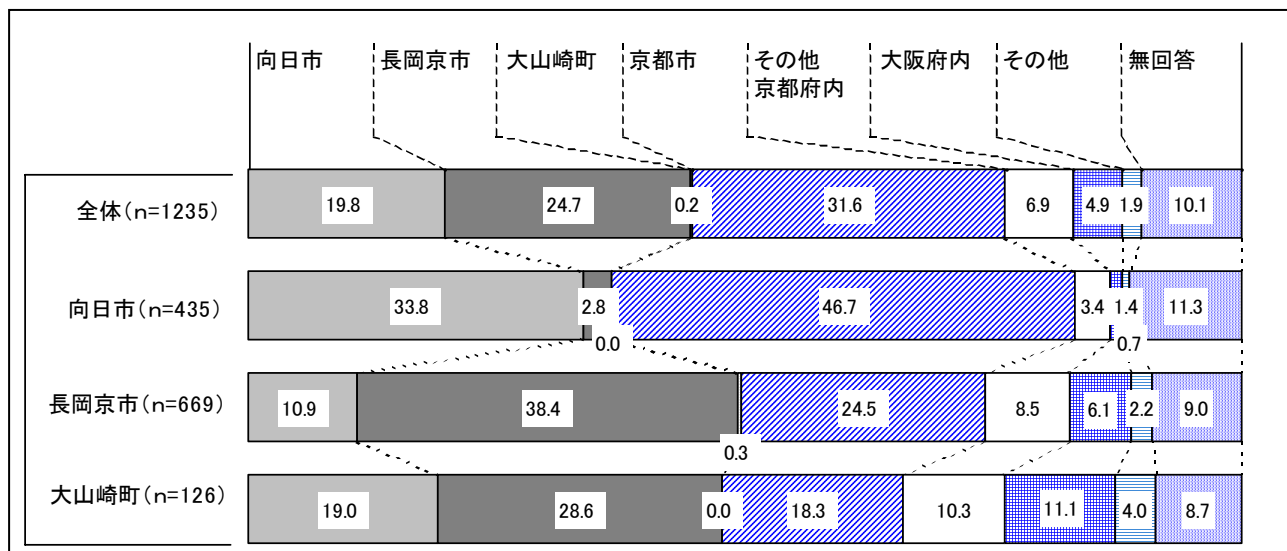 向日市 長岡京市 大山崎町 京都市 その他 大阪府内 その他 無回答
京都府内
全体(n=1235) 19.8 24.7 0.2 31.6 6.9 4.9 1.9 10.1
向日市(n=435) 33.8 2.8 46.7 3.4 1.4 11.3
0.0 0.7
長岡京市(n=669) 10.9 38.4 24.5 8.5 6.1 2.2 9.0
0.3
大山崎町(n=126) 19.0 28.6 0.0 18.3 10.3 11.1 4.0 8.7